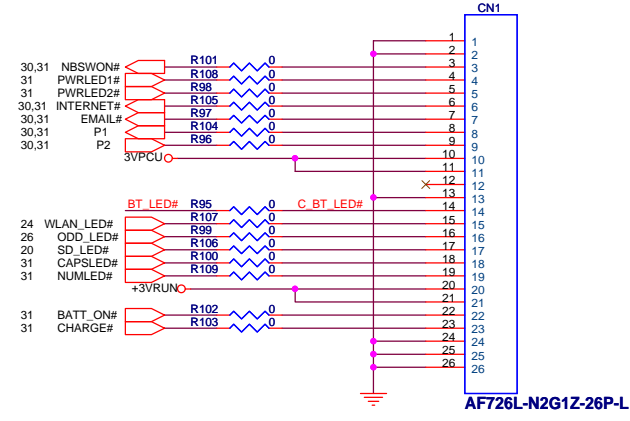 CN1
1 1
2 2
30,31 NBSWON# R101 0 3 3
31 PWRLED1# R108 0 4 4
31 PWRLED2# R98 0 5 5
30,31 INTERNET# R105 0 6 6
30,31 EMAIL# R97 0 7 7
30,31 P1 R104 0 8 8
30,31 P2 R96 0 9 9
3VPCU 10 10
11 11
12 12
13 13
BT_LED# R95 0 C_BT_LED# 14 14
24 WLAN_LED# R107 0 15 15
26 ODD_LED# R99 0 16 16
20 SD_LED# R106 0 17 17
31 CAPSLED# R100 0 18 18
31 NUMLED# R109 0 19 19
+3VRUN 20 20
21 21
31 BATT_ON# R102 0 22 22
31 CHARGE# R103 0 23 23
24 24
25 25
26 26
AF726L-N2G1Z-26P-L